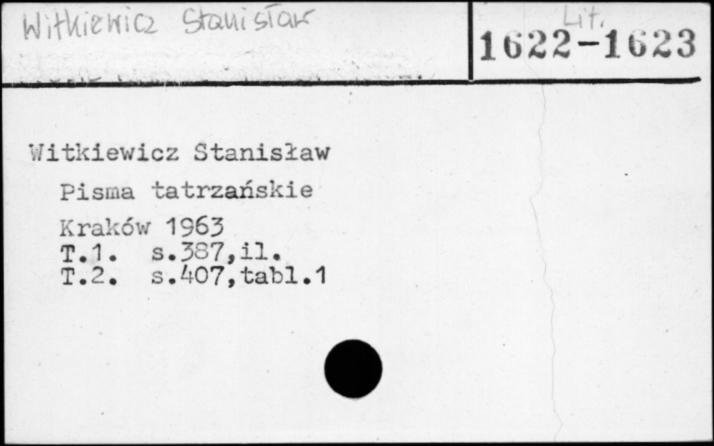 Witkiewicz Stanisław
Lit.
1622-1623
Witkiewicz Stanisław
Pisma tatrzańskie
Kraków 1963
T.1. s.387,il.
T.2. s.407,tabl.1